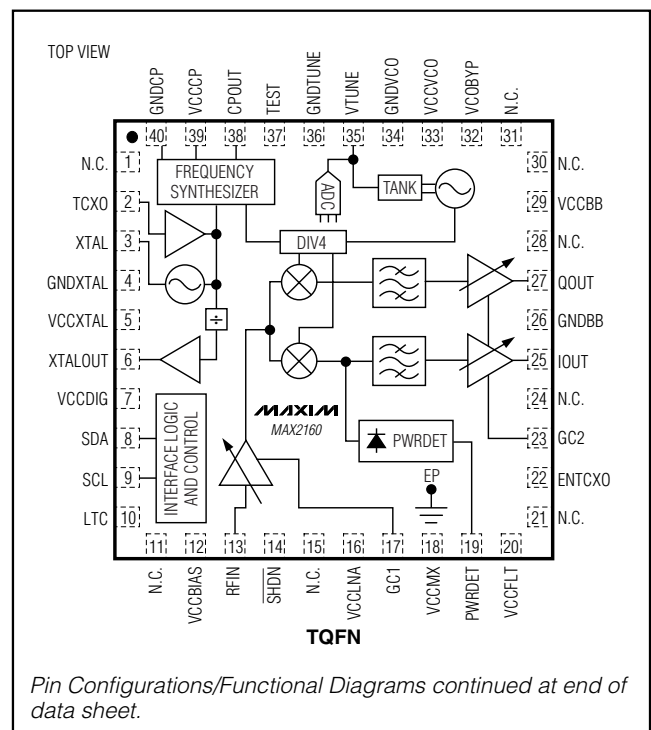 TOP VIEW
GNDCP
VCCCP
CPOUT
TEST
GNDTUNE
VTUNE
GNDVCO
VCCVCO
VCOBYP
N.C.
40
39
38
37
36
35
34
33
32
31
N.C. 1
TCXO 2
XTAL 3
GNDXTAL 4
VCCXTAL 5
XTALOUT 6
VCCDIG 7
SDA 8
SCL 9
LTC 10
FREQUENCY
SYNTHESIZER
ADC
TANK
DIV4
÷
MAXIM
MAX2160
INTERFACE LOGIC
AND CONTROL
PWRDET
EP
30 N.C.
29 VCCBB
28 N.C.
27 QOUT
26 GNDBB
25 IOUT
24 N.C.
23 GC2
22 ENTCXO
21 N.C.
11
12
13
14
15
16
17
18
19
20
N.C.
VCCBIAS
RFIN
SHDN
N.C.
VCCLNA
GC1
VCCMX
PWRDET
VCCFLT
TQFN
Pin Configurations/Functional Diagrams continued at end of
data sheet.